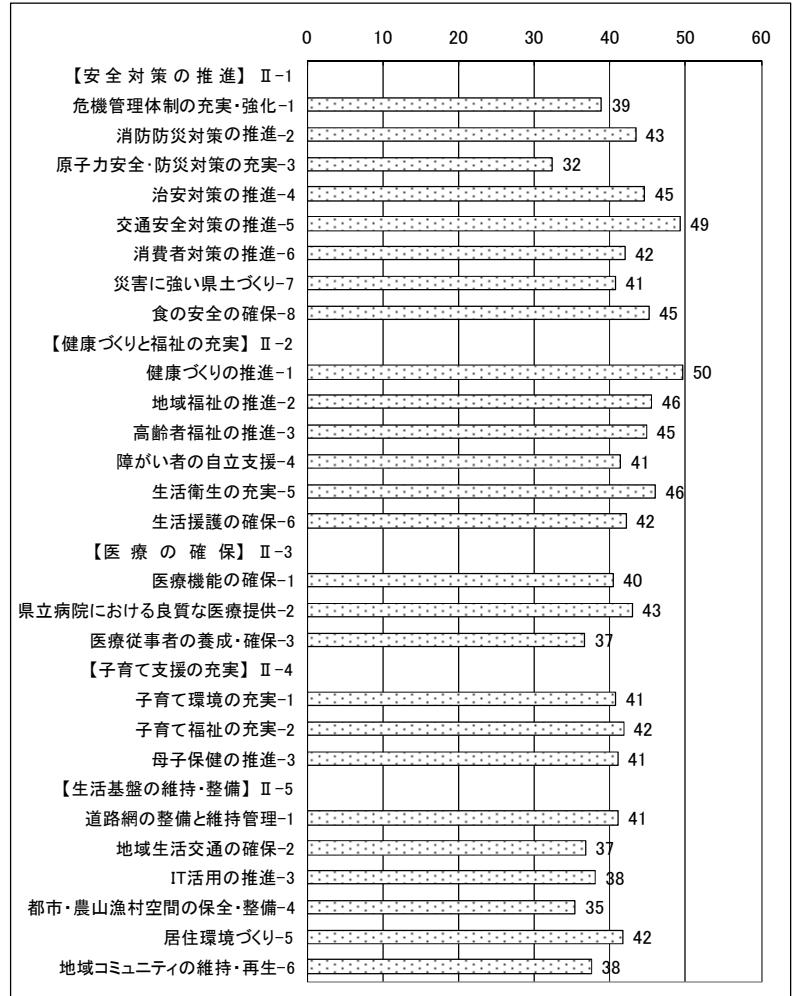 0 10 20 30 40 50 60
【安全対策の推進】 Ⅱ-1
危機管理体制の充実・強化-1 39
消防防災対策の推進-2 43
原子力安全・防災対策の充実-3 32
治安対策の推進-4 45
交通安全対策の推進-5 49
消費者対策の推進-6 42
災害に強い県土づくり-7 41
食の安全の確保-8 45
【健康づくりと福祉の充実】 Ⅱ-2
健康づくりの推進-1 50
地域福祉の推進-2 46
高齢者福祉の推進-3 45
障がい者の自立支援-4 41
生活衛生の充実-5 46
生活援護の確保-6 42
【医療の確保】 Ⅱ-3
医療機能の確保-1 40
県立病院における良質な医療提供-2 43
医療従事者の養成・確保-3 37
【子育て支援の充実】 Ⅱ-4
子育て環境の充実-1 41
子育て福祉の充実-2 42
母子保健の推進-3 41
【生活基盤の維持・整備】 Ⅱ-5
道路網の整備と維持管理-1 41
地域生活交通の確保-2 37
IT活用の推進-3 38
都市・農山漁村空間の保全・整備-4 35
居住環境づくり-5 42
地域コミュニティの維持・再生-6 38